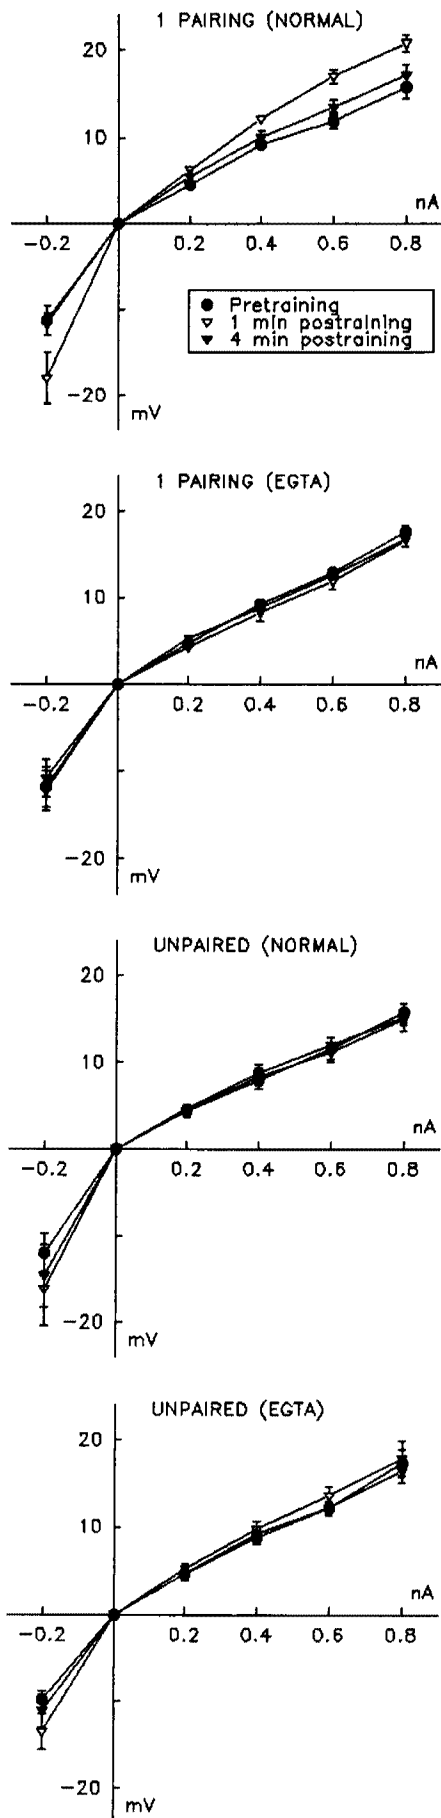 1 PAIRING (NORMAL)
20
10
nA
-0.2 0.2 0.4 0.6 0.8
Pretraining
1 min postraining
4 min postraining
-20
mV
1 PAIRING (EGTA)
20
10
nA
-0.2 0.2 0.4 0.6 0.8
-20
mV
UNPAIRED (NORMAL)
20
10
nA
-0.2 0.2 0.4 0.6 0.8
-20
mV
UNPAIRED (EGTA)
20
10
nA
-0.2 0.2 0.4 0.6 0.8
-20
mV